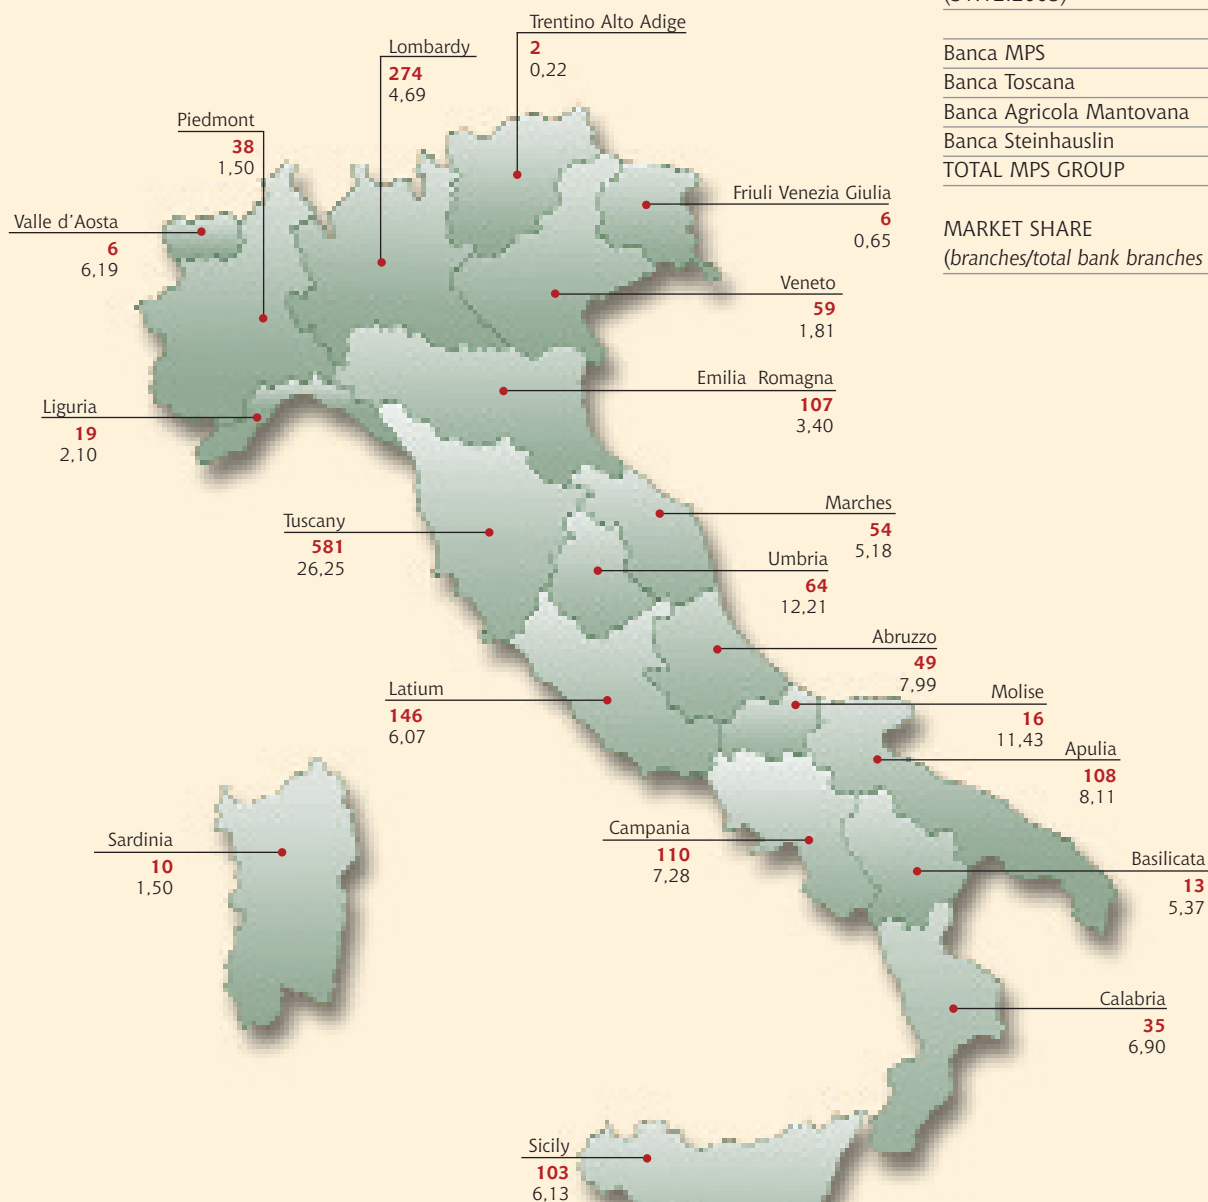 (31.12.2005)
Banca MPS
Banca Toscana
Banca Agricola Mantovana
Banca Steinhauslin
TOTAL MPS GROUP
MARKET SHARE
(branches/total bank branches
Trentino Alto Adige
2
0,22
Lombardy
274
4,69
Piedmont
38
1,50
Valle d'Aosta
6
6,19
Friuli Venezia Giulia
6
0,65
Veneto
59
1,81
Emilia Romagna
107
3,40
Liguria
19
2,10
Marches
54
5,18
Tuscany
581
26,25
Umbria
64
12,21
Abruzzo
49
7,99
Latium
146
6,07
Molise
16
11,43
Apulia
108
8,11
Campania
110
7,28
Sardinia
10
1,50
Basilicata
13
5,37
Calabria
35
6,90
Sicily
103
6,13